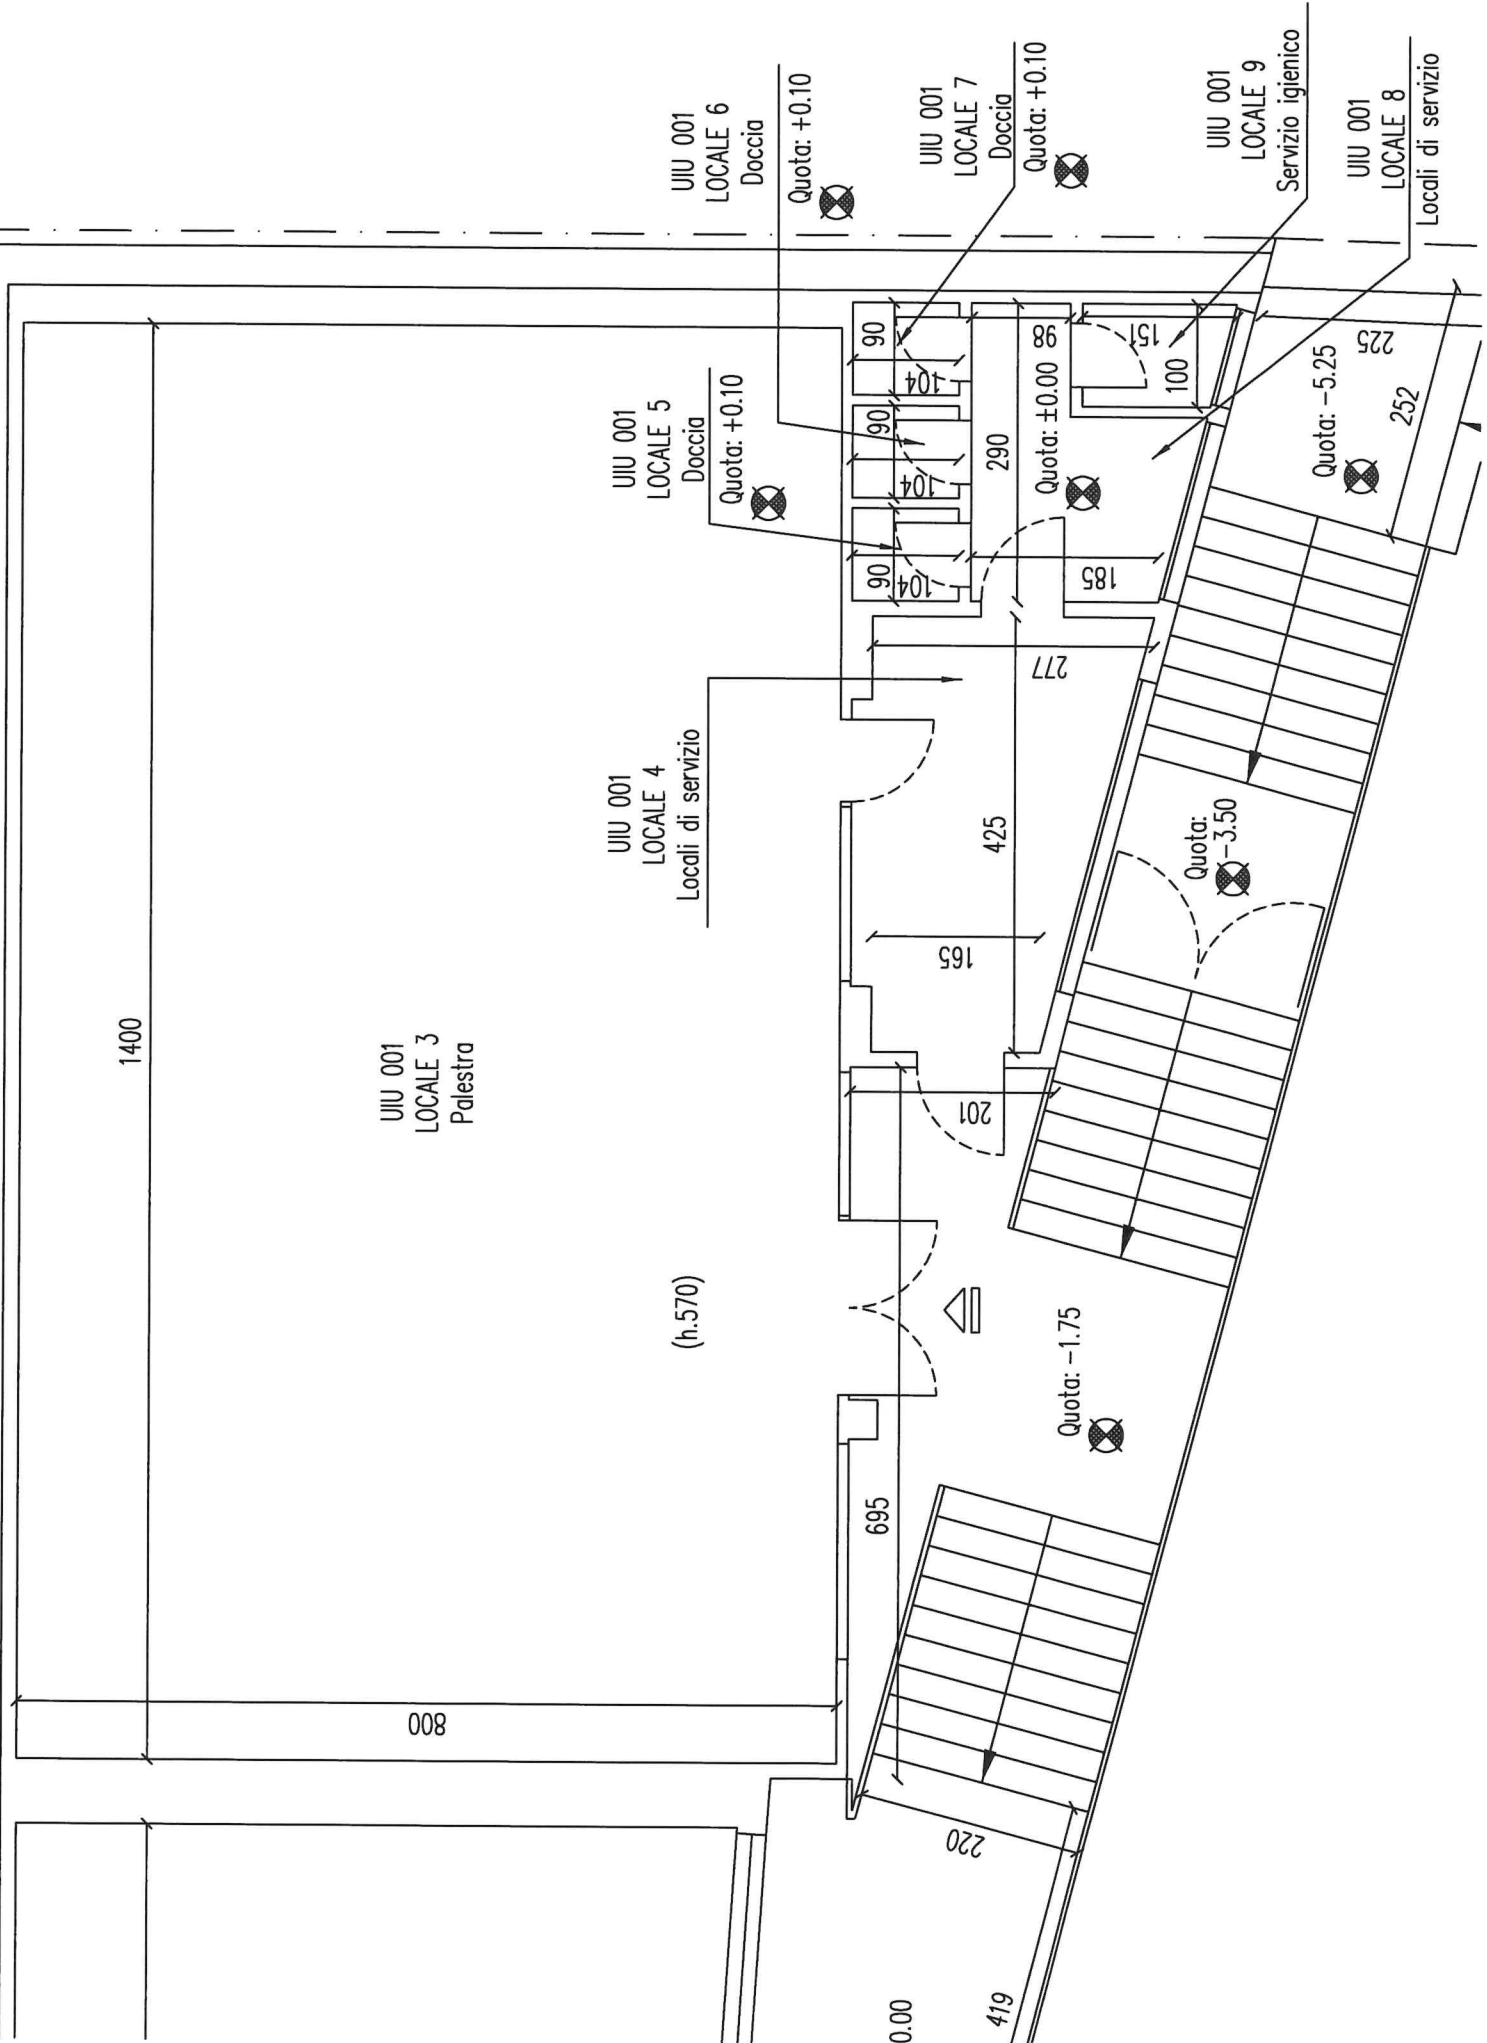 1400
UIU 001
LOCALE 3
Palestra
(h.570)
800
UIU 001
LOCALE 4
Locali di servizio
UIU 001
LOCALE 5
Doccia
Quota: +0.10
UIU 001
LOCALE 6
Doccia
Quota: +0.10
UIU 001
LOCALE 7
Doccia
Quota: +0.10
UIU 001
LOCALE 9
Servizio igienico
UIU 001
LOCALE 8
Locali di servizio
90
104
90
104
90
104
290
98
151
100
Quota: ±0.00
185
277
425
165
201
695
Quota: -5.25
225
252
Quota:
-3.50
Quota: -1.75
220
419
0.00